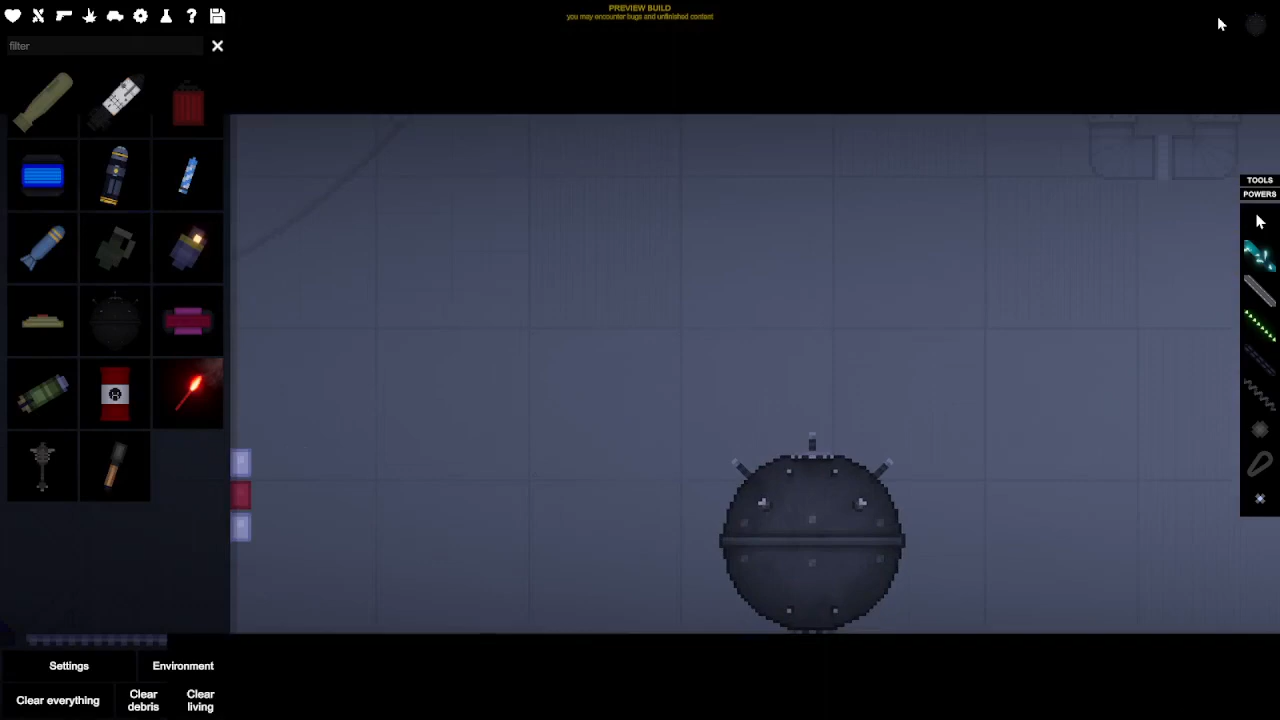 PREVIEW BUILD
you may encounter bugs and unfinished content
filter
TOOLS
POWERS
Settings
Environment
Clear everything
Clear debris
Clear living